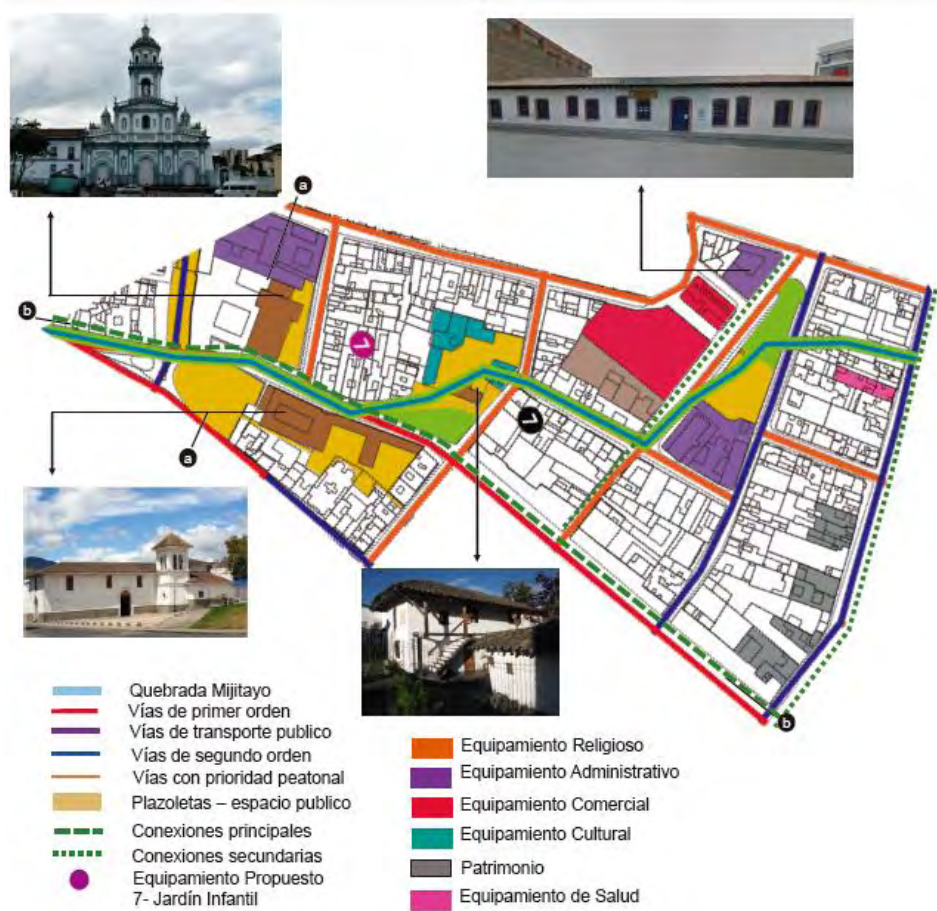 a
b
7
7
a
b
Quebrada Mijitayo
Vías de primer orden
Vías de transporte publico
Vías de segundo orden
Vías con prioridad peatonal
Plazoletas – espacio publico
Conexiones principales
Conexiones secundarias
Equipamiento Propuesto
7- Jardín Infantil
Equipamiento Religioso
Equipamiento Administrativo
Equipamiento Comercial
Equipamiento Cultural
Patrimonio
Equipamiento de Salud